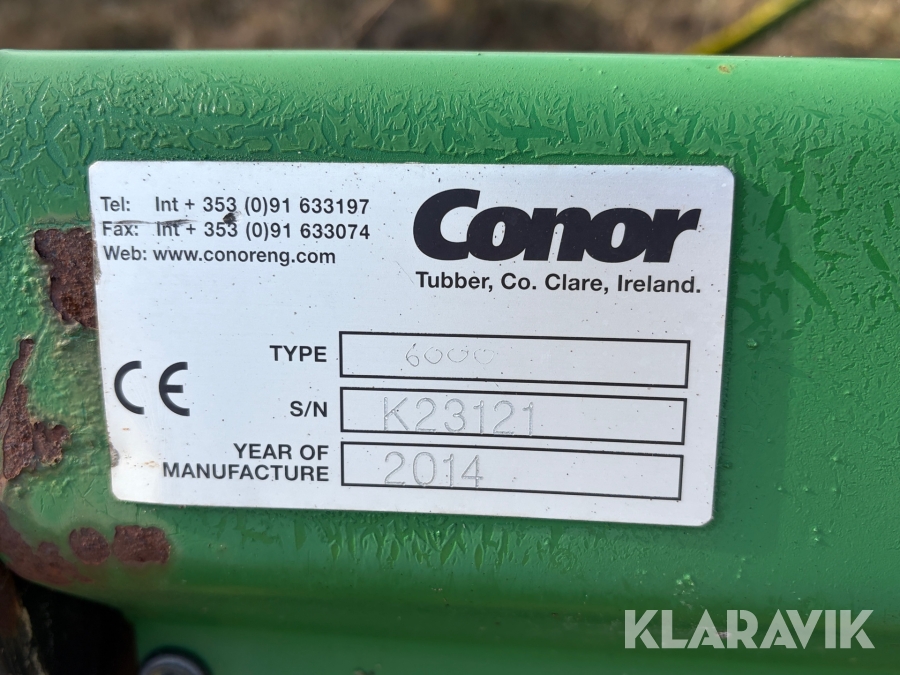 Tel: Int + 353 (0)91 633197
Fax: Int + 353 (0)91 633074
Web: www.conoreng.com
Conor
Tubber, Co. Clare, Ireland.
CE
TYPE 6000
S/N K23121
YEAR OF
MANUFACTURE 2014
KLARAVIK